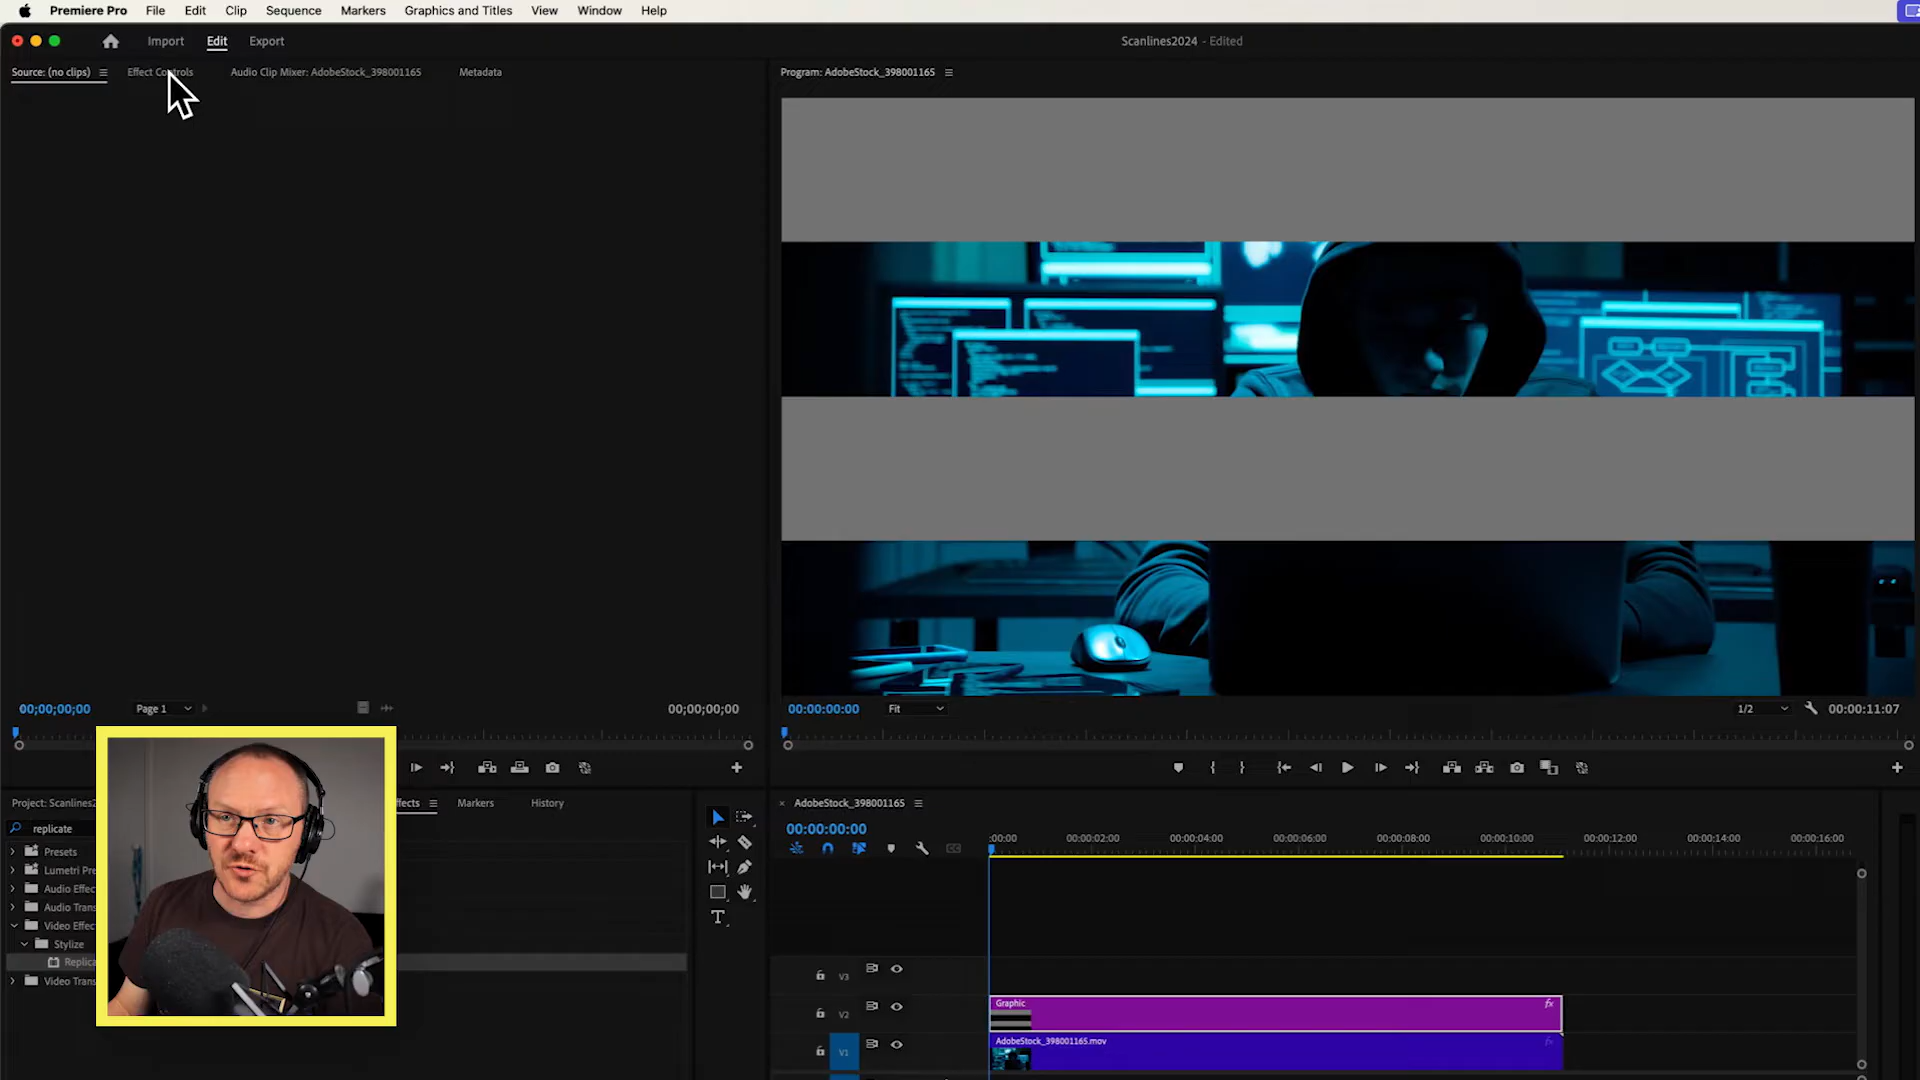 Premiere Pro File Edit Clip Sequence Markers Graphics and Titles View Window Help
Import Edit Export
Scanlines2024 - Edited
Source: (no clips) Effect Controls Audio Clip Mixer: AdobeStock_398001165 Metadata
Program: AdobeStock_398001165
00;00;00;00 Page 1 00;00;00;00
00:00:00:00 Fit 1/2 00:00:11:07
Project: Scanlines2 ffects Markers History
replicate
Presets
Lumetri Pre
Audio Effec
Audio Trans
Video Effec
Stylize
Replica
Video Trans
T
AdobeStock_398001165
00:00:00:00
:00:00 00:00:02:00 00:00:04:00 00:00:06:00 00:00:08:00 00:00:10:00 00:00:12:00 00:00:14:00 00:00:16:00
V3
V2 Graphic fx
V1 AdobeStock_398001165.mov fx